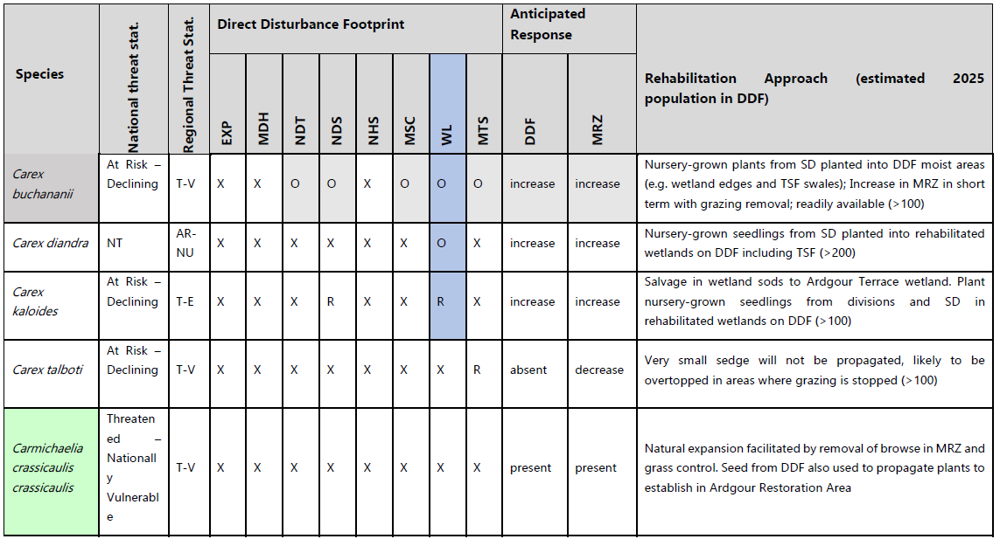 Species
National threat stat.
Regional Threat Stat.
Direct Disturbance Footprint
Anticipated
Response
Rehabilitation Approach (estimated 2025
population in DDF)
EXP
MDH
NDT
NDS
NHS
MSC
WL
MTS
DDF
MRZ
Carex
buchananii
At Risk –
Declining
T-V
X X O O X O O O
increase increase
Nursery-grown plants from SD planted into DDF moist areas
(e.g. wetland edges and TSF swales); Increase in MRZ in short
term with grazing removal; readily available (>100)
Carex diandra
NT
AR-
NU
X X X X X X O X
increase increase
Nursery-grown seedlings from SD planted into rehabilitated
wetlands on DDF including TSF (>200)
Carex
kaloides
At Risk –
Declining
T-E
X X X R X X R X
increase increase
Salvage in wetland sods to Ardgour Terrace wetland. Plant
nursery-grown seedlings from divisions and SD in
rehabilitated wetlands on DDF (>100)
Carex talboti
At Risk –
Declining
T-V
X X X X X X X R
absent decrease
Very small sedge will not be propagated, likely to be
overtopped in areas where grazing is stopped (>100)
Carmichaelia
crassicaulis
crassicaulis
Threaten
ed –
Nationall
y
Vulnerabl
e
T-V
X X X X X X X X
present present
Natural expansion facilitated by removal of browse in MRZ and
grass control. Seed from DDF also used to propagate plants to
establish in Ardgour Restoration Area